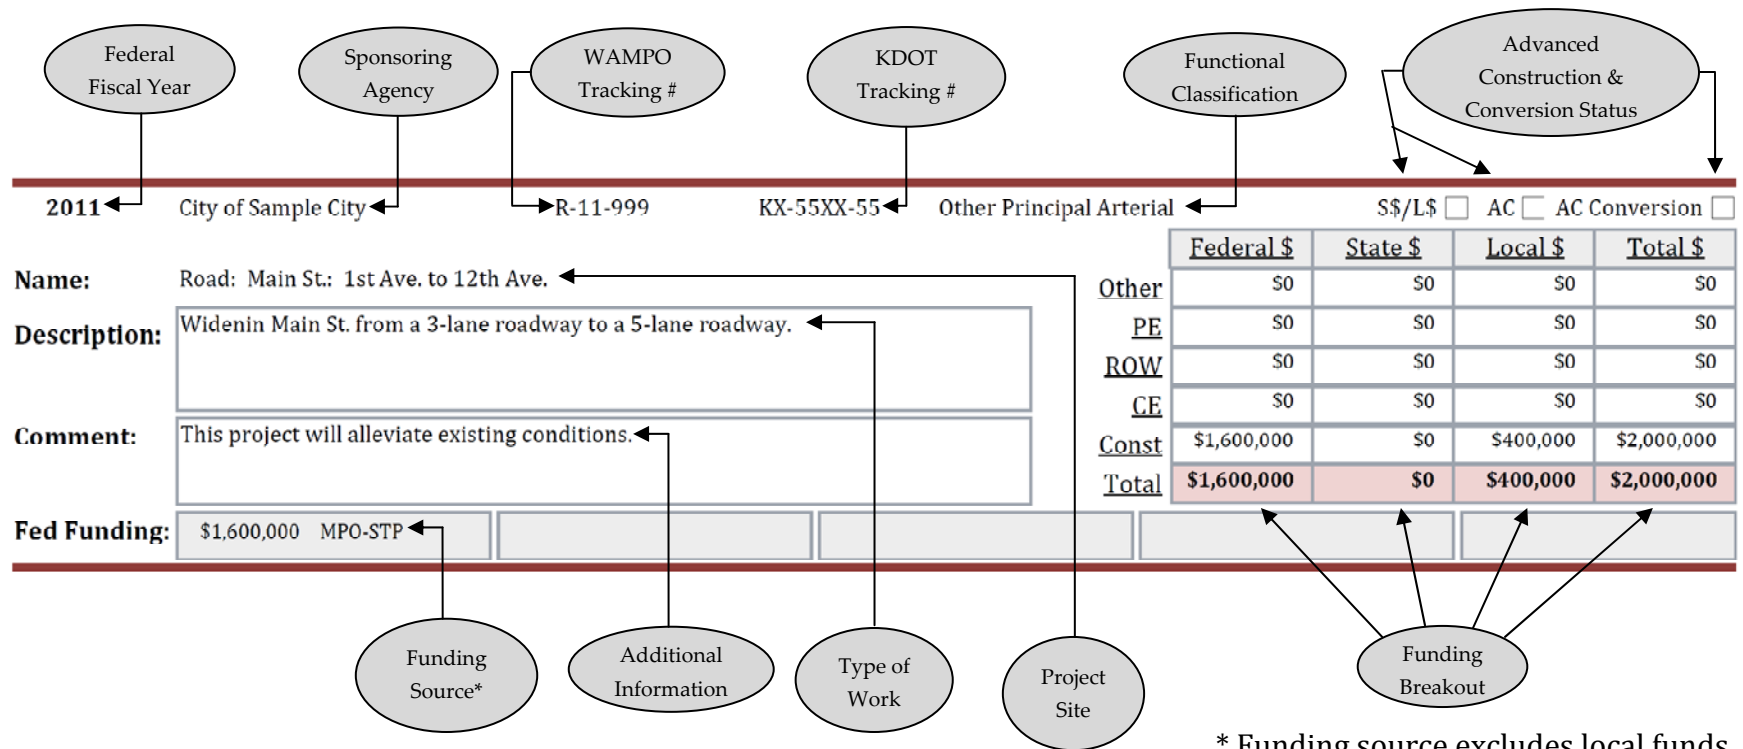 Federal
Fiscal Year
Sponsoring
Agency
WAMPO
Tracking #
KDOT
Tracking #
Functional
Classification
Advanced
Construction &
Conversion Status
2011 City of Sample City R-11-999 KX-55XX-55 Other Principal Arterial S$/L$ AC AC Conversion
Federal $ State $ Local $ Total $
Name: Road: Main St.: 1st Ave. to 12th Ave.
Other $0 $0 $0 $0
Description: Widenin Main St. from a 3-lane roadway to a 5-lane roadway.
PE $0 $0 $0 $0
ROW $0 $0 $0 $0
CE $0 $0 $0 $0
Comment: This project will alleviate existing conditions.
Const $1,600,000 $0 $400,000 $2,000,000
Total $1,600,000 $0 $400,000 $2,000,000
Fed Funding: $1,600,000 MPO-STP
Funding
Source*
Additional
Information
Type of
Work
Project
Site
Funding
Breakout
* Funding source excludes local funds